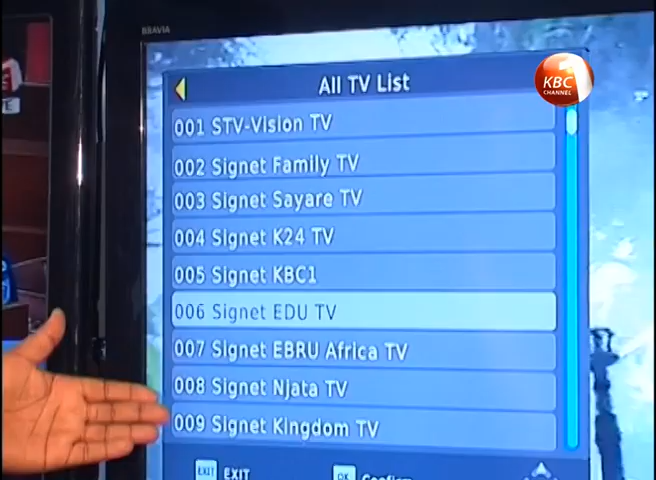 BRAVIA
KBC
CHANNEL
All TV List
001 STV-Vision TV
002 Signet Family TV
003 Signet Sayare TV
004 Signet K24 TV
005 Signet KBC1
006 Signet EDU TV
007 Signet EBRU Africa TV
008 Signet Njata TV
009 Signet Kingdom TV
EXIT EXIT
OK Confirm